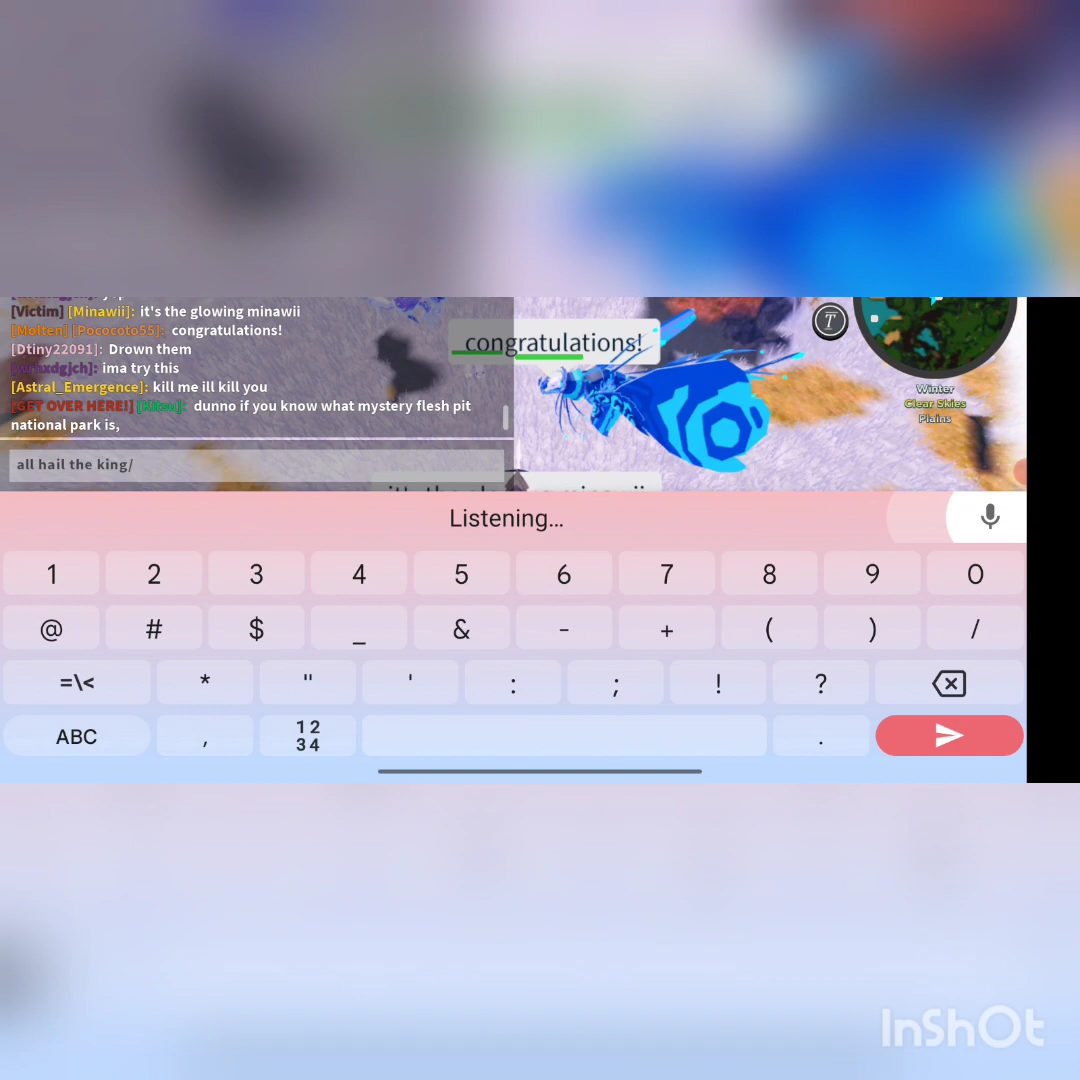 [Victim] [Minawii]: it's the glowing minawii
[Molten] [Pococoto55]: congratulations!
[Dtiny22091]: Drown them
ima try this
[Astral_Emergence]: kill me ill kill you
[GET OVER HERE!] [Kitsu]: dunno if you know what mystery flesh pit
national park is,
all hail the king/
congratulations!
T
Winter
Clear Skies
Plains
Listening...
1 2 3 4 5 6 7 8 9 0
@ # $ _ & - + ( ) /
=\< * " ' : ; ! ?
ABC , 12 34 .
InShOt